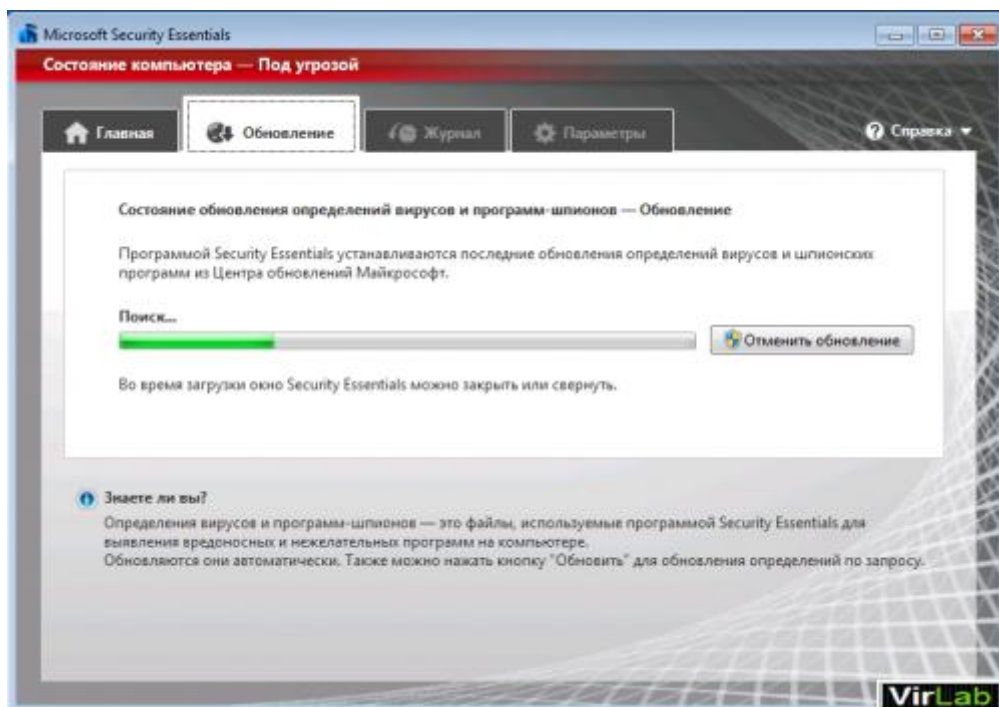 Microsoft Security Essentials
Состояние компьютера — Под угрозой
Главная
Обновление
Журнал
Параметры
Справка
Состояние обновления определений вирусов и программ-шпионов — Обновление
Программой Security Essentials устанавливаются последние обновления определений вирусов и шпионских
программ из Центра обновлений Майкрософт.
Поиск...
Отменить обновление
Во время загрузки окно Security Essentials можно закрыть или свернуть.
Знаете ли вы?
Определения вирусов и программ-шпионов — это файлы, используемые программой Security Essentials для
выявления вредоносных и нежелательных программ на компьютере.
Обновляются они автоматически. Также можно нажать кнопку "Обновить" для обновления определений по запросу.
VirLab